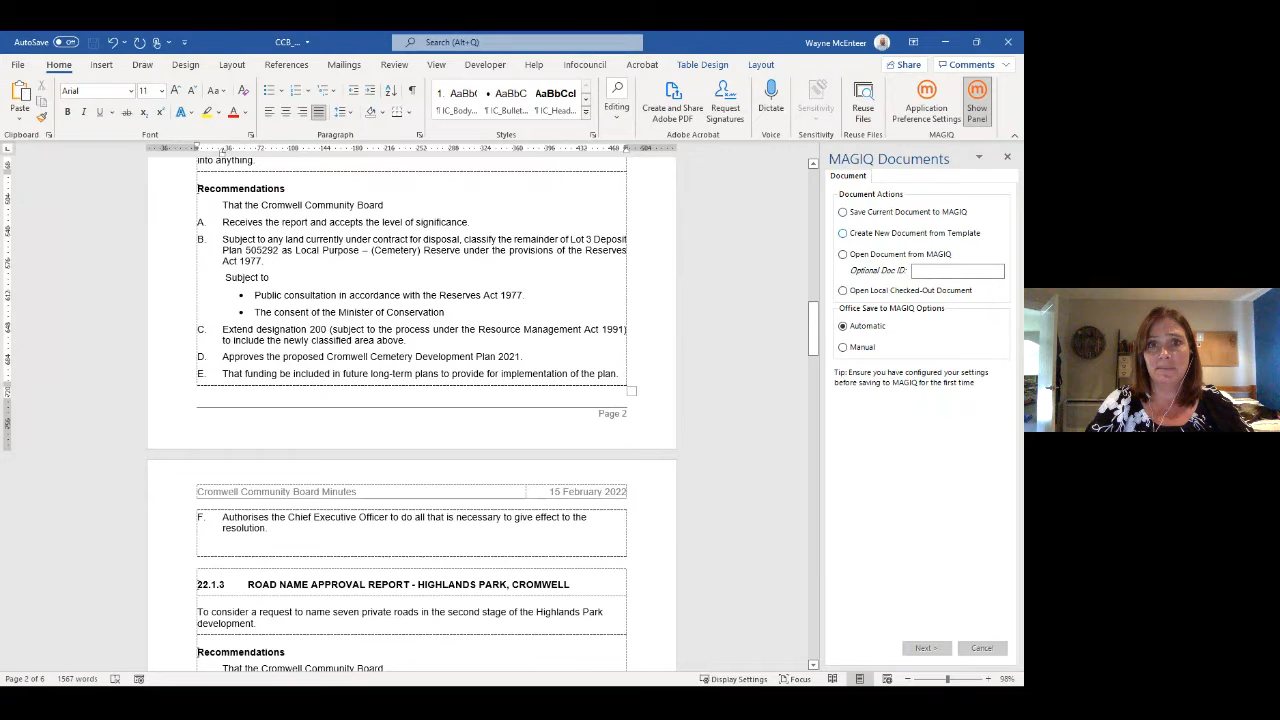 AutoSave Off CCB_... Search (Alt+Q) Wayne McEnteer
File Home Insert Draw Design Layout References Mailings Review View Developer Help Infocouncil Acrobat Table Design Layout Share Comments
Arial 11 Aa
Paste
1. AaBb( • AaBbC AaBbCcI
¶ IC_Body... ¶ IC_Bullet... ¶ IC_Head...
Editing
Create and Share Adobe PDF
Request Signatures
Dictate
Sensitivity
Reuse Files
Application Preference Settings
Show Panel
Clipboard Font Paragraph Styles Adobe Acrobat Voice Sensitivity Reuse Files MAGIQ
into anything.
Recommendations
That the Cromwell Community Board
A. Receives the report and accepts the level of significance.
B. Subject to any land currently under contract for disposal, classify the remainder of Lot 3 Deposit
Plan 505292 as Local Purpose – (Cemetery) Reserve under the provisions of the Reserves
Act 1977.
Subject to
• Public consultation in accordance with the Reserves Act 1977.
• The consent of the Minister of Conservation
C. Extend designation 200 (subject to the process under the Resource Management Act 1991)
to include the newly classified area above.
D. Approves the proposed Cromwell Cemetery Development Plan 2021.
E. That funding be included in future long-term plans to provide for implementation of the plan.
Page 2
Cromwell Community Board Minutes 15 February 2022
F. Authorises the Chief Executive Officer to do all that is necessary to give effect to the
resolution.
22.1.3 ROAD NAME APPROVAL REPORT - HIGHLANDS PARK, CROMWELL
To consider a request to name seven private roads in the second stage of the Highlands Park
development.
Recommendations
That the Cromwell Community Board
MAGIQ Documents
Document
Document Actions
Save Current Document to MAGIQ
Create New Document from Template
Open Document from MAGIQ
Optional Doc ID:
Open Local Checked-Out Document
Office Save to MAGIQ Options
Automatic
Manual
Tip: Ensure you have configured your settings
before saving to MAGIQ for the first time
Next > Cancel
Page 2 of 6 1567 words Display Settings Focus 98%